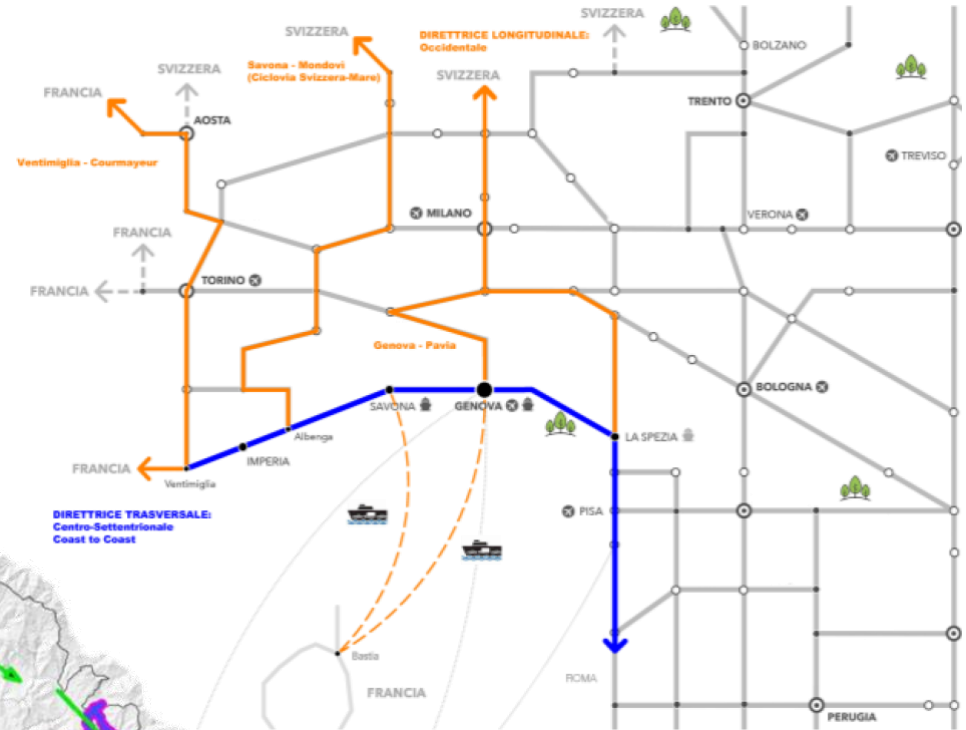 SVIZZERA
SVIZZERA
DIRETTRICE LONGITUDINALE:
Occidentale
BOLZANO
SVIZZERA
Savona - Mondovì
(Ciclovia Svizzera-Mare)
SVIZZERA
FRANCIA
TRENTO
AOSTA
TREVISO
Ventimiglia - Courmayeur
MILANO
VERONA
FRANCIA
TORINO
FRANCIA
Genova - Pavia
BOLOGNA
SAVONA
GENOVA
Albenga
LA SPEZIA
IMPERIA
FRANCIA
Ventimiglia
DIRETTRICE TRASVERSALE:
Centro-Settentrionale
Coast to Coast
PISA
Bastia
ROMA
FRANCIA
PERUGIA